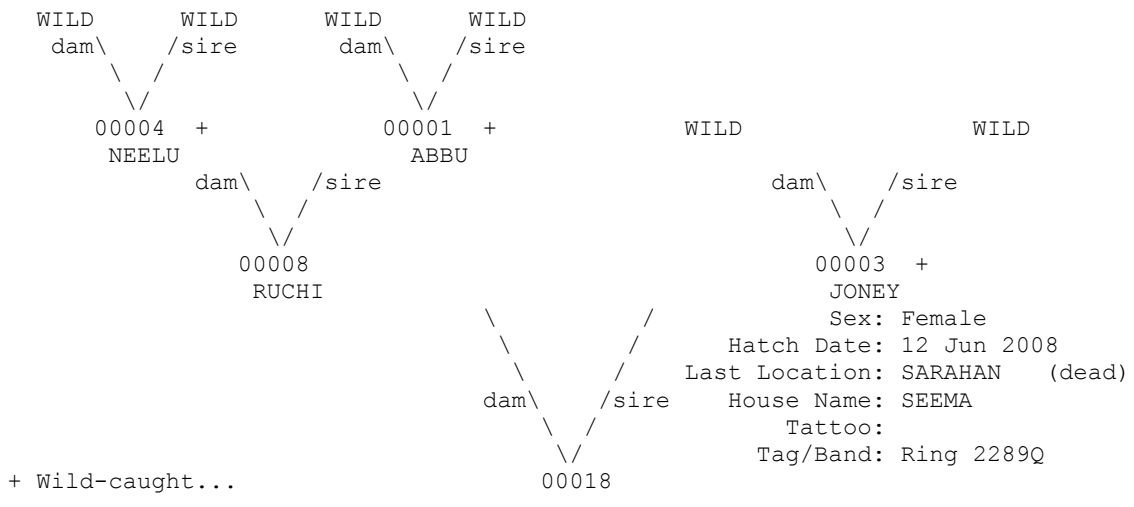 WILD WILD WILD WILD
dam\ /sire dam\ /sire
\ / \ /
\/ \/
00004 + 00001 + WILD WILD
NEELU ABBU
dam\ /sire dam\ /sire
\ / \ /
\/ \/
00008 00003 +
RUCHI JONEY
\ / Sex: Female
\ / Hatch Date: 12 Jun 2008
\ / Last Location: SARAHAN (dead)
dam\ /sire House Name: SEEMA
\ / Tattoo:
\/ Tag/Band: Ring 2289Q
+ Wild-caught... 00018